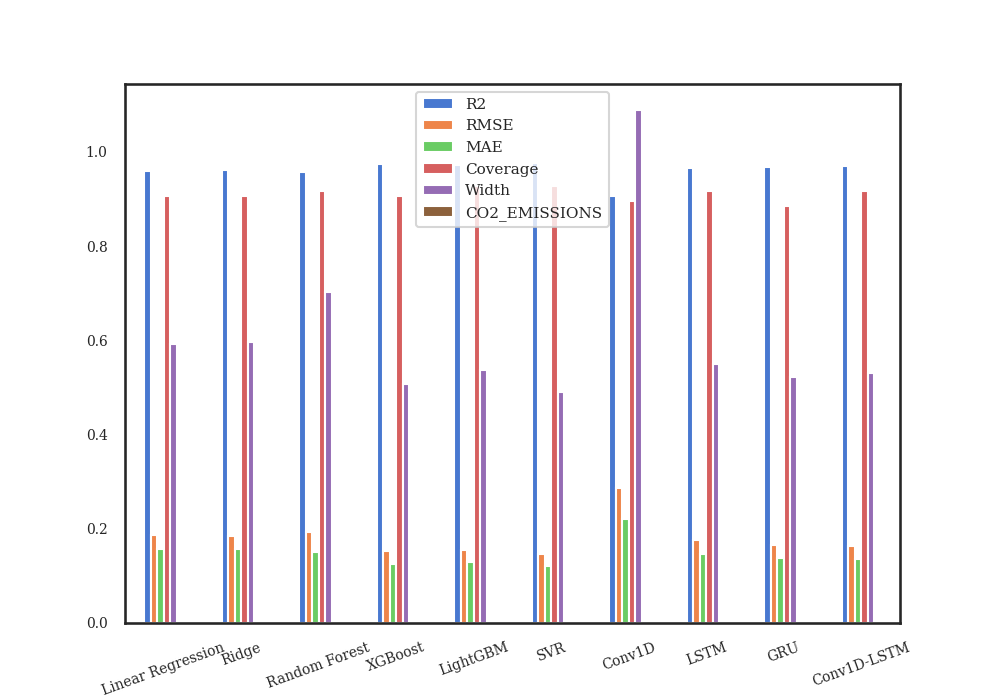 R2
RMSE
MAE
Coverage
Width
CO2_EMISSIONS
1.0
0.8
0.6
0.4
0.2
0.0
Linear Regression
Ridge
Random Forest
XGBoost
LightGBM
SVR
Conv1D
LSTM
GRU
Conv1D-LSTM